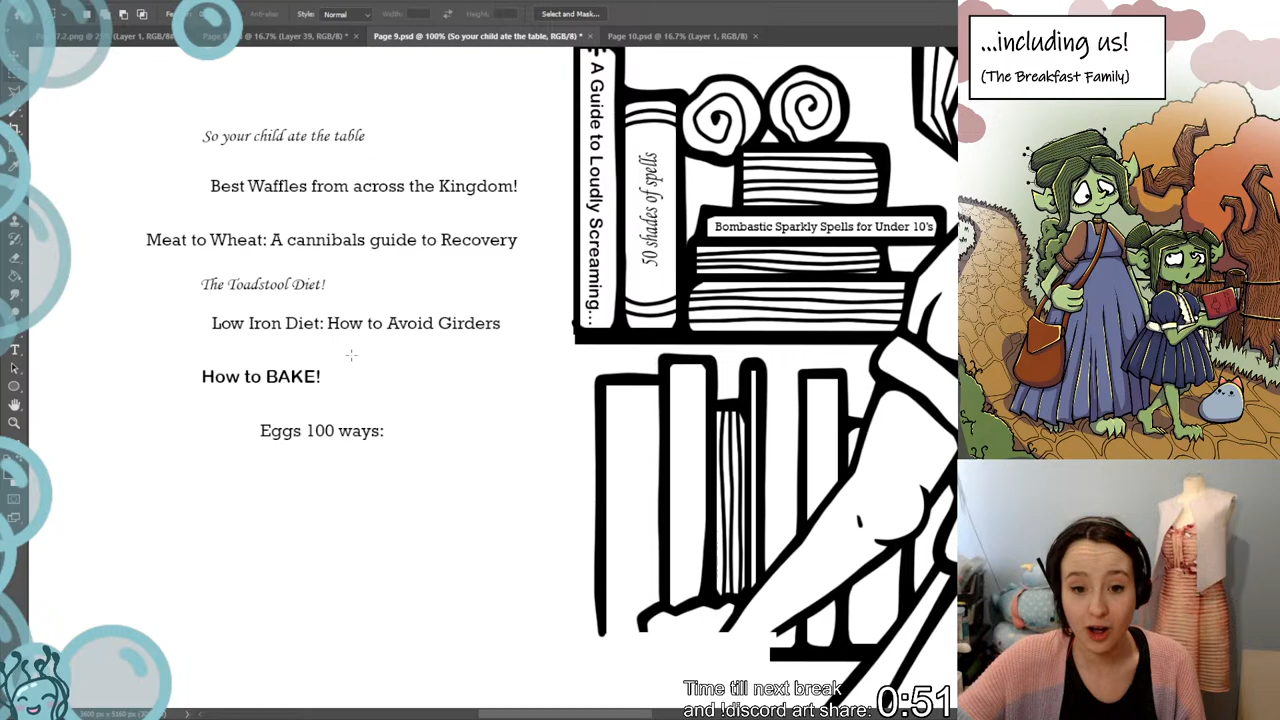 Style: Normal Width: Height: Select and Mask...
Page 9.psd @ 100% (So your child ate the table, RGB/8) * × Page 10.psd @ 16.7% (Layer 1, RGB/8) ×
So your child ate the table
Best Waffles from across the Kingdom!
Meat to Wheat: A cannibals guide to Recovery
The Toadstool Diet!
Low Iron Diet: How to Avoid Girders
How to BAKE!
Eggs 100 ways:
A Guide to Loudly Screaming...
50 shades of spells
Bombastic Sparkly Spells for Under 10's
...including us!
(The Breakfast Family)
Time till next break
and !discord art share: 0:51